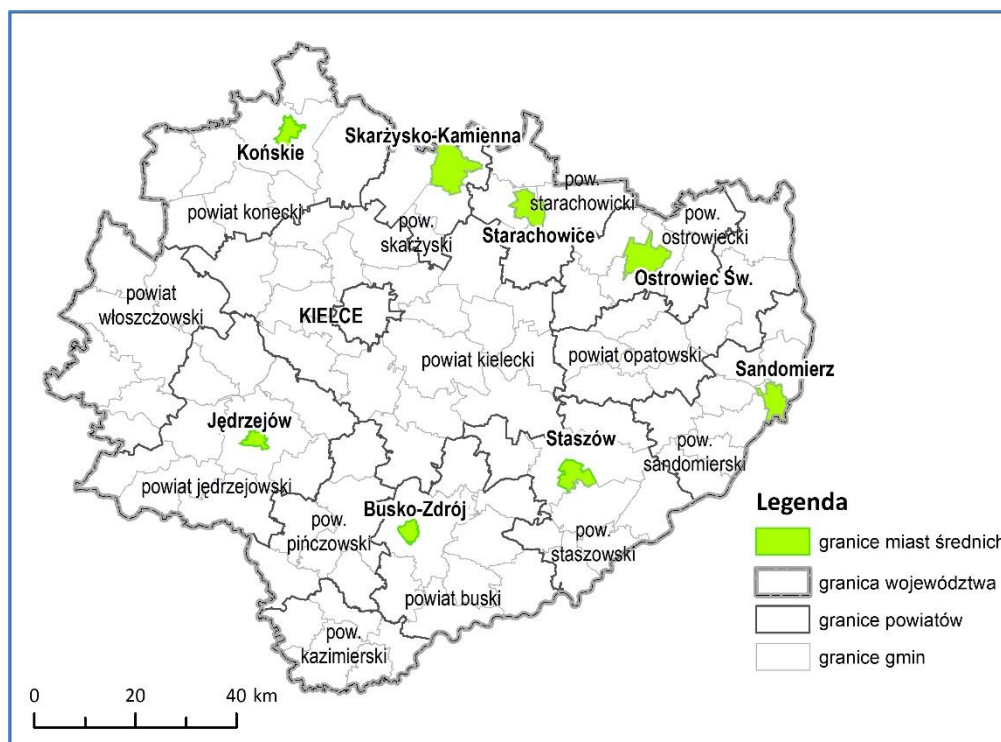 Skarżysko-Kamienna
Końskie
pow.
starachowicki
pow.
ostrowiecki
powiat konecki
pow.
skarżyski
Starachowice
Ostrowiec Św.
powiat
włoszczowski
KIELCE
powiat kielecki
powiat opatowski
Sandomierz
Jędrzejów
Staszów
pow.
sandomierski
powiat jędrzejowski
Busko-Zdrój
pow.
pińczowski
pow.
staszowski
powiat buski
pow.
kazimierski
Legenda
granice miast średnich
granica województwa
granice powiatów
granice gmin
0 20 40 km